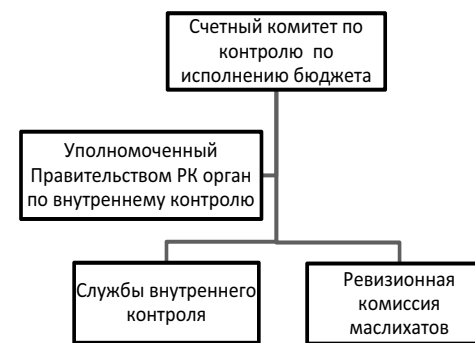 Счетный комитет по
контролю по
исполнению бюджета
Уполномоченный
Правительством РК орган
по внутреннему контролю
Службы внутреннего
контроля
Ревизионная
комиссия
маслихатов